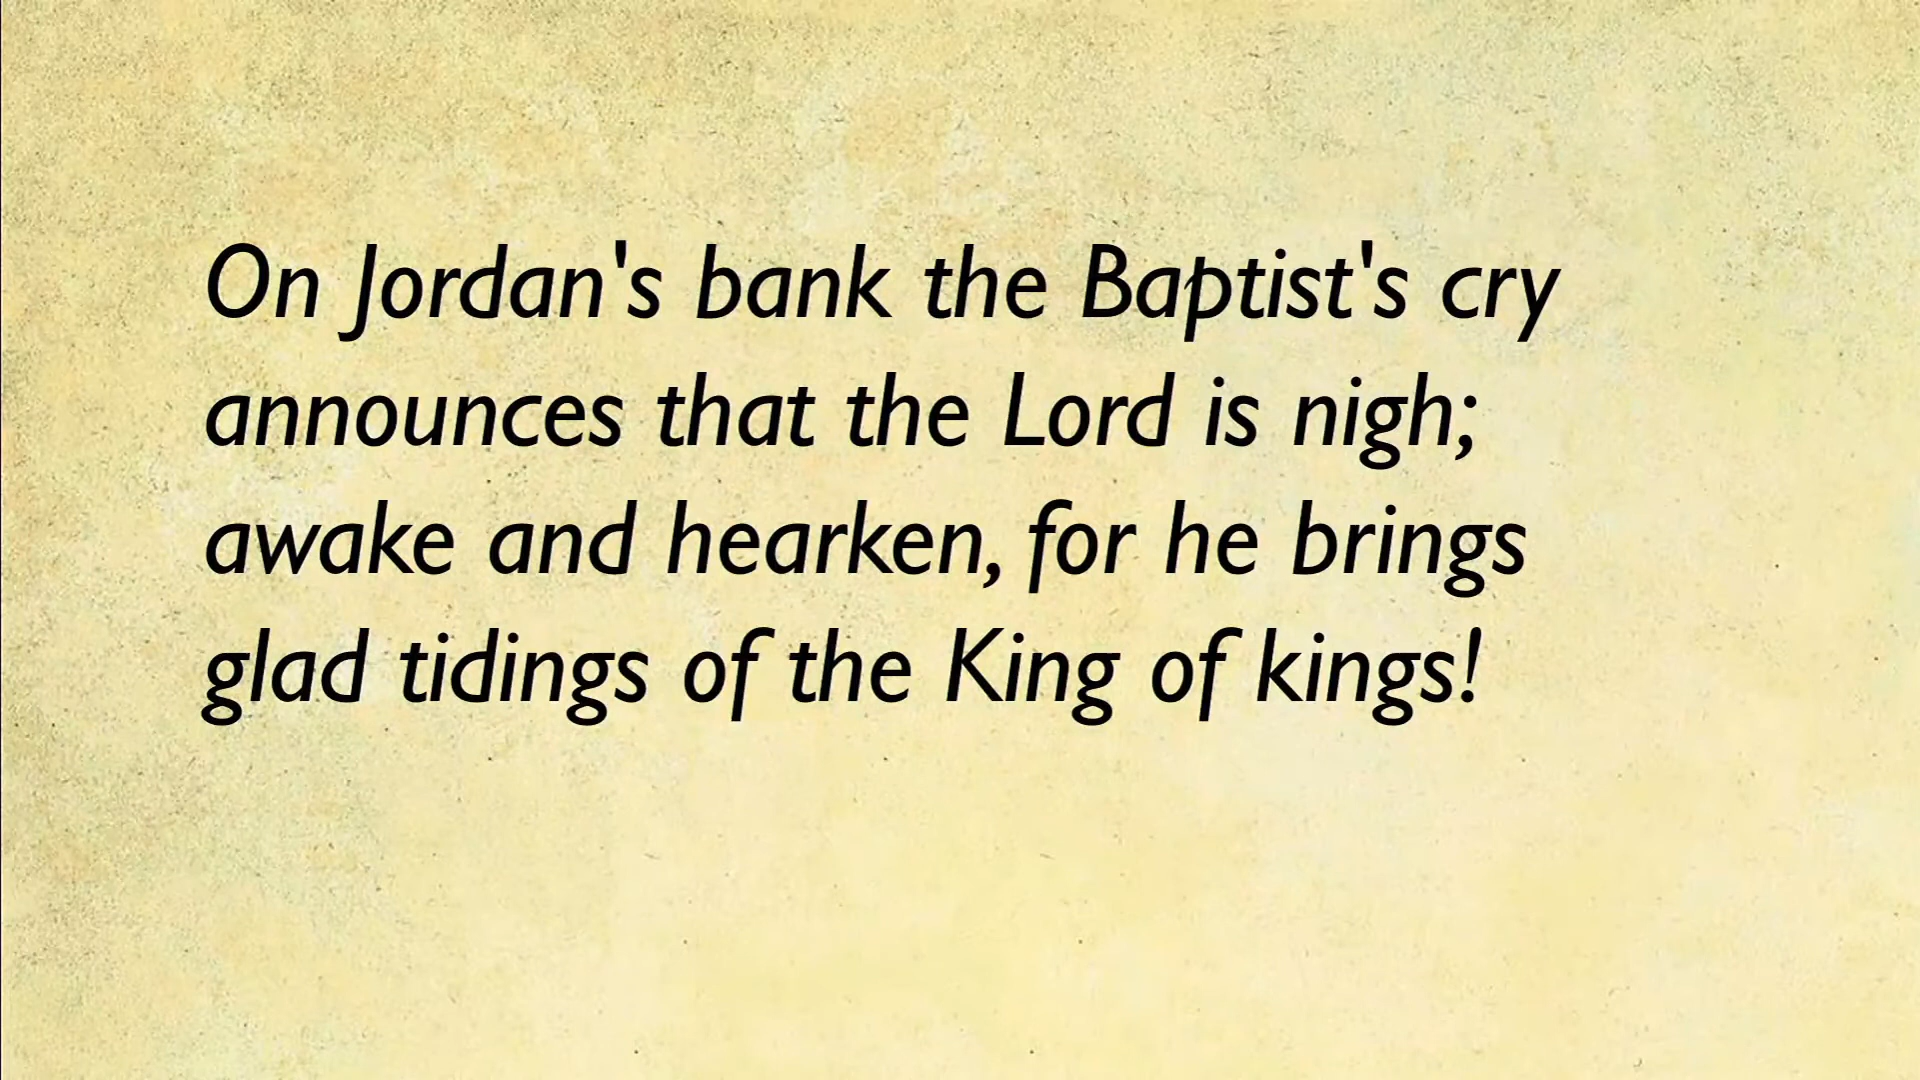 On Jordan's bank the Baptist's cry
announces that the Lord is nigh;
awake and hearken, for he brings
glad tidings of the King of kings!